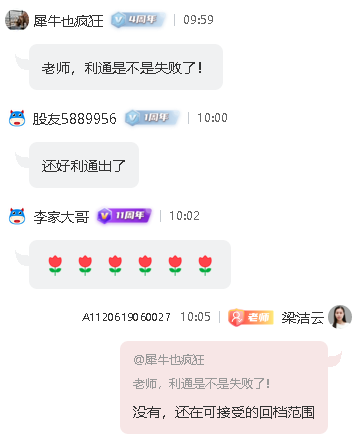 犀牛也疯狂 4周年 09:59
老师，利通是不是失败了！
股友5889956 1周年 10:00
还好利通出了
李家大哥 11周年 10:02
A1120619060027 10:05 老师 梁洁云
@犀牛也疯狂
老师，利通是不是失败了！
没有，还在可接受的回档范围